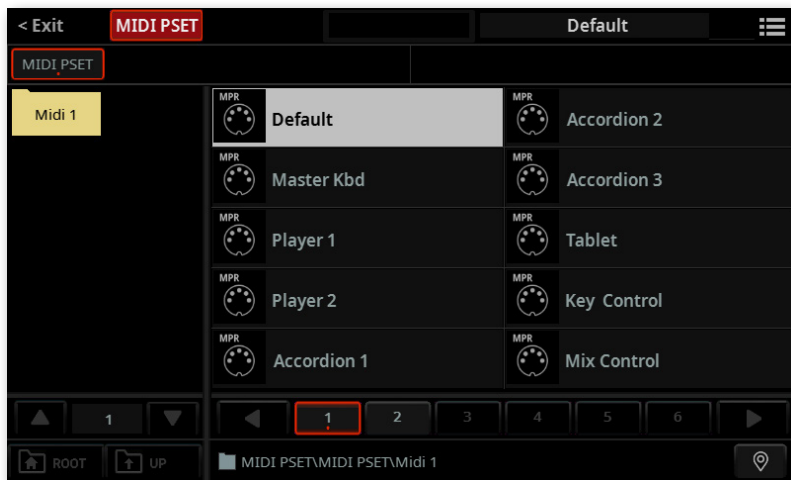 < Exit MIDI PSET Default
MIDI PSET
Midi 1
MPR Default MPR Accordion 2
MPR Master Kbd MPR Accordion 3
MPR Player 1 MPR Tablet
MPR Player 2 MPR Key Control
MPR Accordion 1 MPR Mix Control
1 1 2 3 4 5 6
ROOT UP MIDI PSET\MIDI PSET\Midi 1